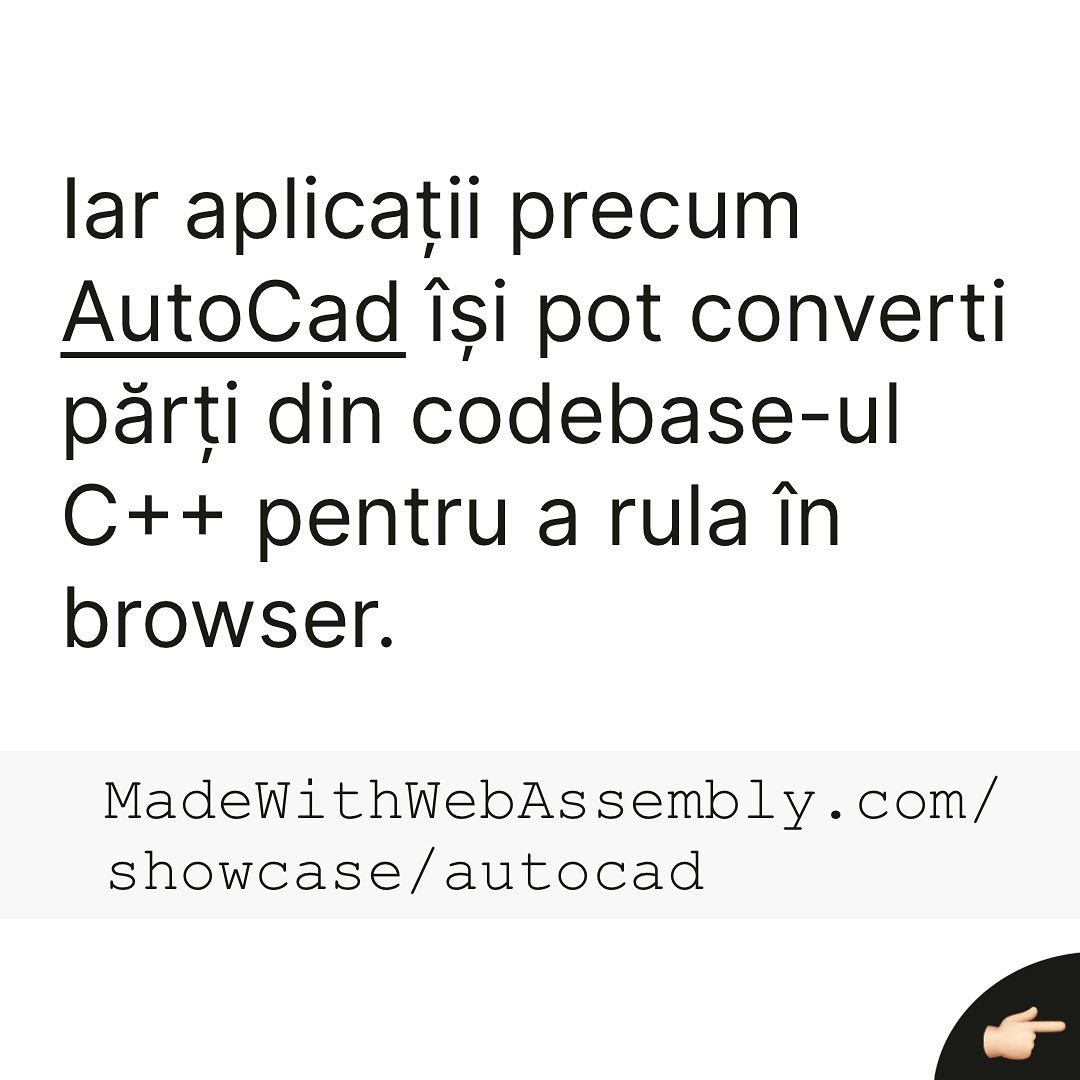 Iar aplicații precum
AutoCad își pot converti
părți din codebase-ul
C++ pentru a rula în
browser.
MadeWithWebAssembly.com/
showcase/autocad